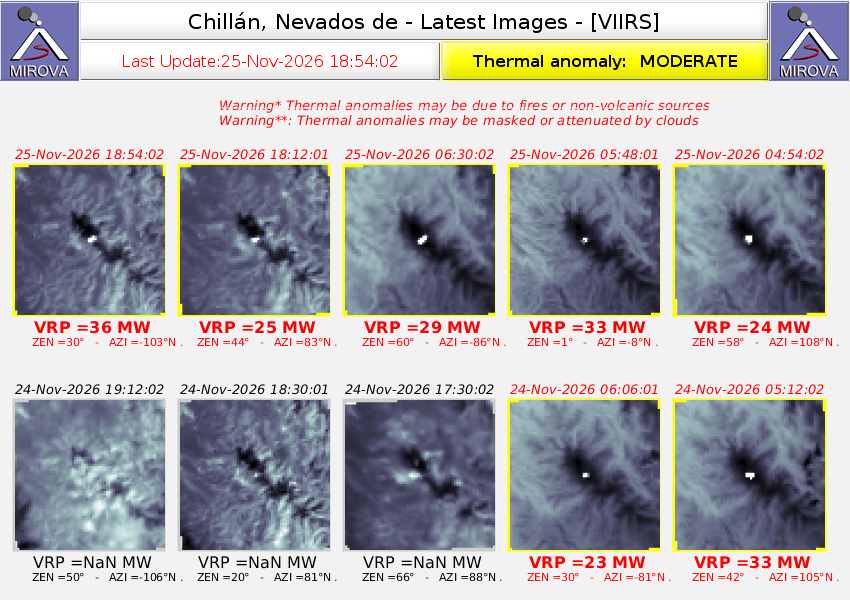 Chillán, Nevados de - Latest Images - [VIIRS]
MIROVA
Last Update:25-Nov-2026 18:54:02
Thermal anomaly: MODERATE
MIROVA
Warning* Thermal anomalies may be due to fires or non-volcanic sources
Warning**: Thermal anomalies may be masked or attenuated by clouds
25-Nov-2026 18:54:02 25-Nov-2026 18:12:01 25-Nov-2026 06:30:02 25-Nov-2026 05:48:01 25-Nov-2026 04:54:02
VRP =36 MW VRP =25 MW VRP =29 MW VRP =33 MW VRP =24 MW
ZEN =30° - AZI =-103°N . ZEN =44° - AZI =83°N . ZEN =60° - AZI =-86°N . ZEN =1° - AZI =-8°N . ZEN =58° - AZI =108°N .
24-Nov-2026 19:12:02 24-Nov-2026 18:30:01 24-Nov-2026 17:30:02 24-Nov-2026 06:06:01 24-Nov-2026 05:12:02
VRP =NaN MW VRP =NaN MW VRP =NaN MW VRP =23 MW VRP =33 MW
ZEN =50° - AZI =-106°N . ZEN =20° - AZI =81°N . ZEN =66° - AZI =88°N . ZEN =30° - AZI =-81°N . ZEN =42° - AZI =105°N .